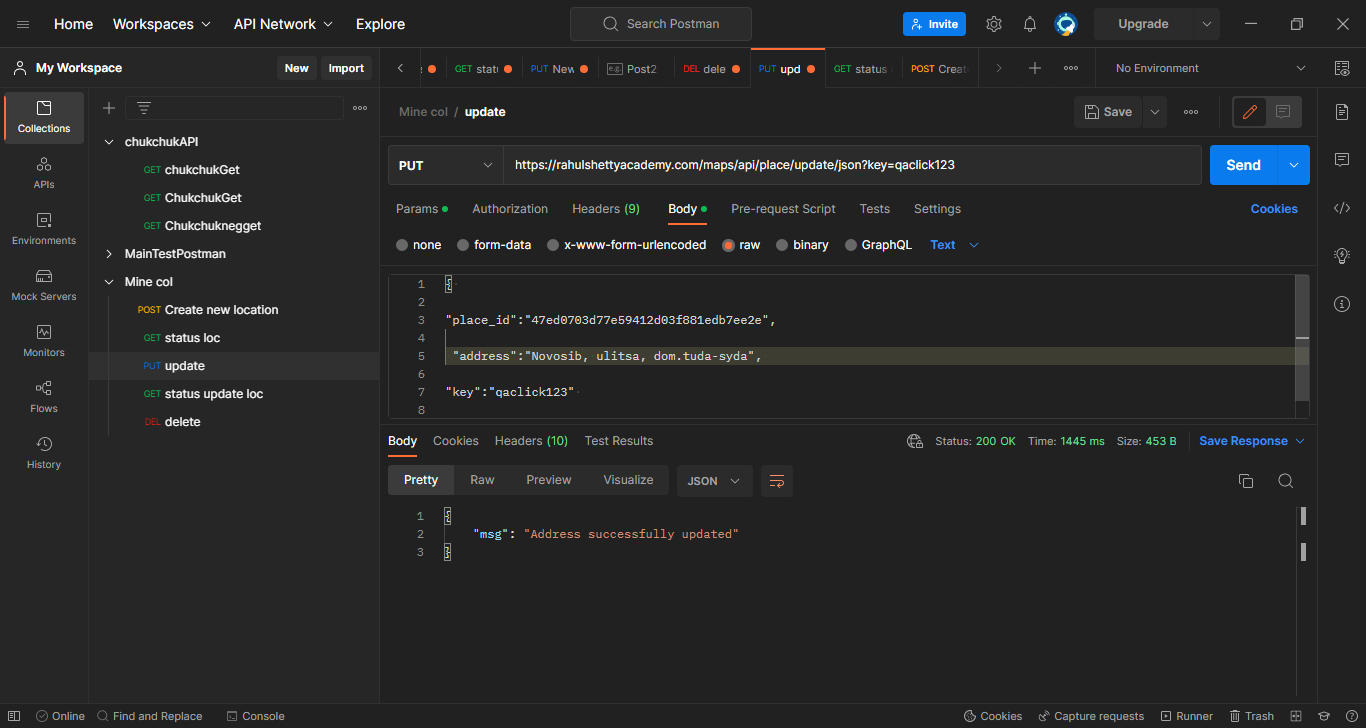 Home Workspaces API Network Explore Search Postman Invite Upgrade
My Workspace New Import GET PUT New Post2 DEL dele PUT upd GET status POST No Environment
Collections
APIs
Environments
Mock Servers
Monitors
Flows
History
chukchukAPI
GET chukchukGet
GET ChukchukGet
GET Chukchuknegget
MainTestPostman
Mine col
POST Create new location
GET status loc
PUT update
GET status update loc
DEL delete
Mine col / update Save
PUT https://rahulshettyacademy.com/maps/api/place/update/json?key=qaclick123 Send
Params Authorization Headers (9) Body Pre-request Script Tests Settings Cookies
none form-data x-www-form-urlencoded raw binary GraphQL Text
1 {
2
3 "place_id":"47ed0703d77e59412d03f881edb7ee2e",
4
5 "address":"Novosib, ulitsa, dom.tuda-syda",
6
7 "key":"qaclick123"
8
Body Cookies Headers (10) Test Results Status: 200 OK Time: 1445 ms Size: 453 B Save Response
Pretty Raw Preview Visualize JSON
1 {
2 "msg": "Address successfully updated"
3 }
Online Find and Replace Console Cookies Capture requests Runner Trash